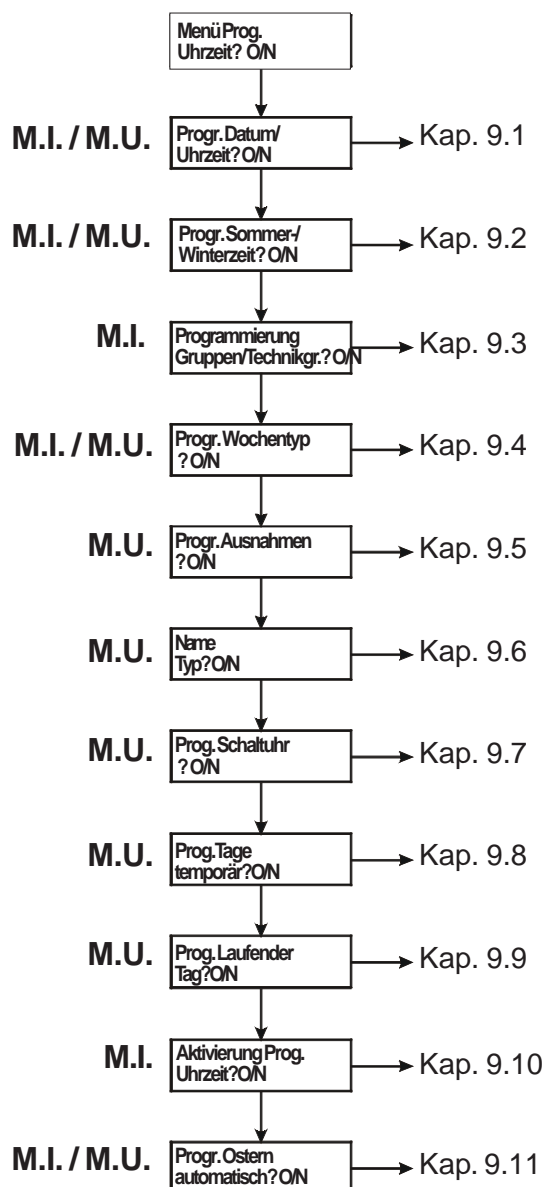 Menü Prog.
Uhrzeit? O/N
M.I. / M.U.
Progr. Datum/
Uhrzeit? O/N
Kap. 9.1
M.I. / M.U.
Progr. Sommer-/
Winterzeit? O/N
Kap. 9.2
M.I.
Programmierung
Gruppen/Technikgr.? O/N
Kap. 9.3
M.I. / M.U.
Progr. Wochentyp
? O/N
Kap. 9.4
M.U.
Progr. Ausnahmen
? O/N
Kap. 9.5
M.U.
Name
Typ? O/N
Kap. 9.6
M.U.
Prog. Schaltuhr
? O/N
Kap. 9.7
M.U.
Prog. Tage
temporär? O/N
Kap. 9.8
M.U.
Prog. Laufender
Tag? O/N
Kap. 9.9
M.I.
Aktivierung Prog.
Uhrzeit? O/N
Kap. 9.10
M.I. / M.U.
Progr. Ostern
automatisch? O/N
Kap. 9.11